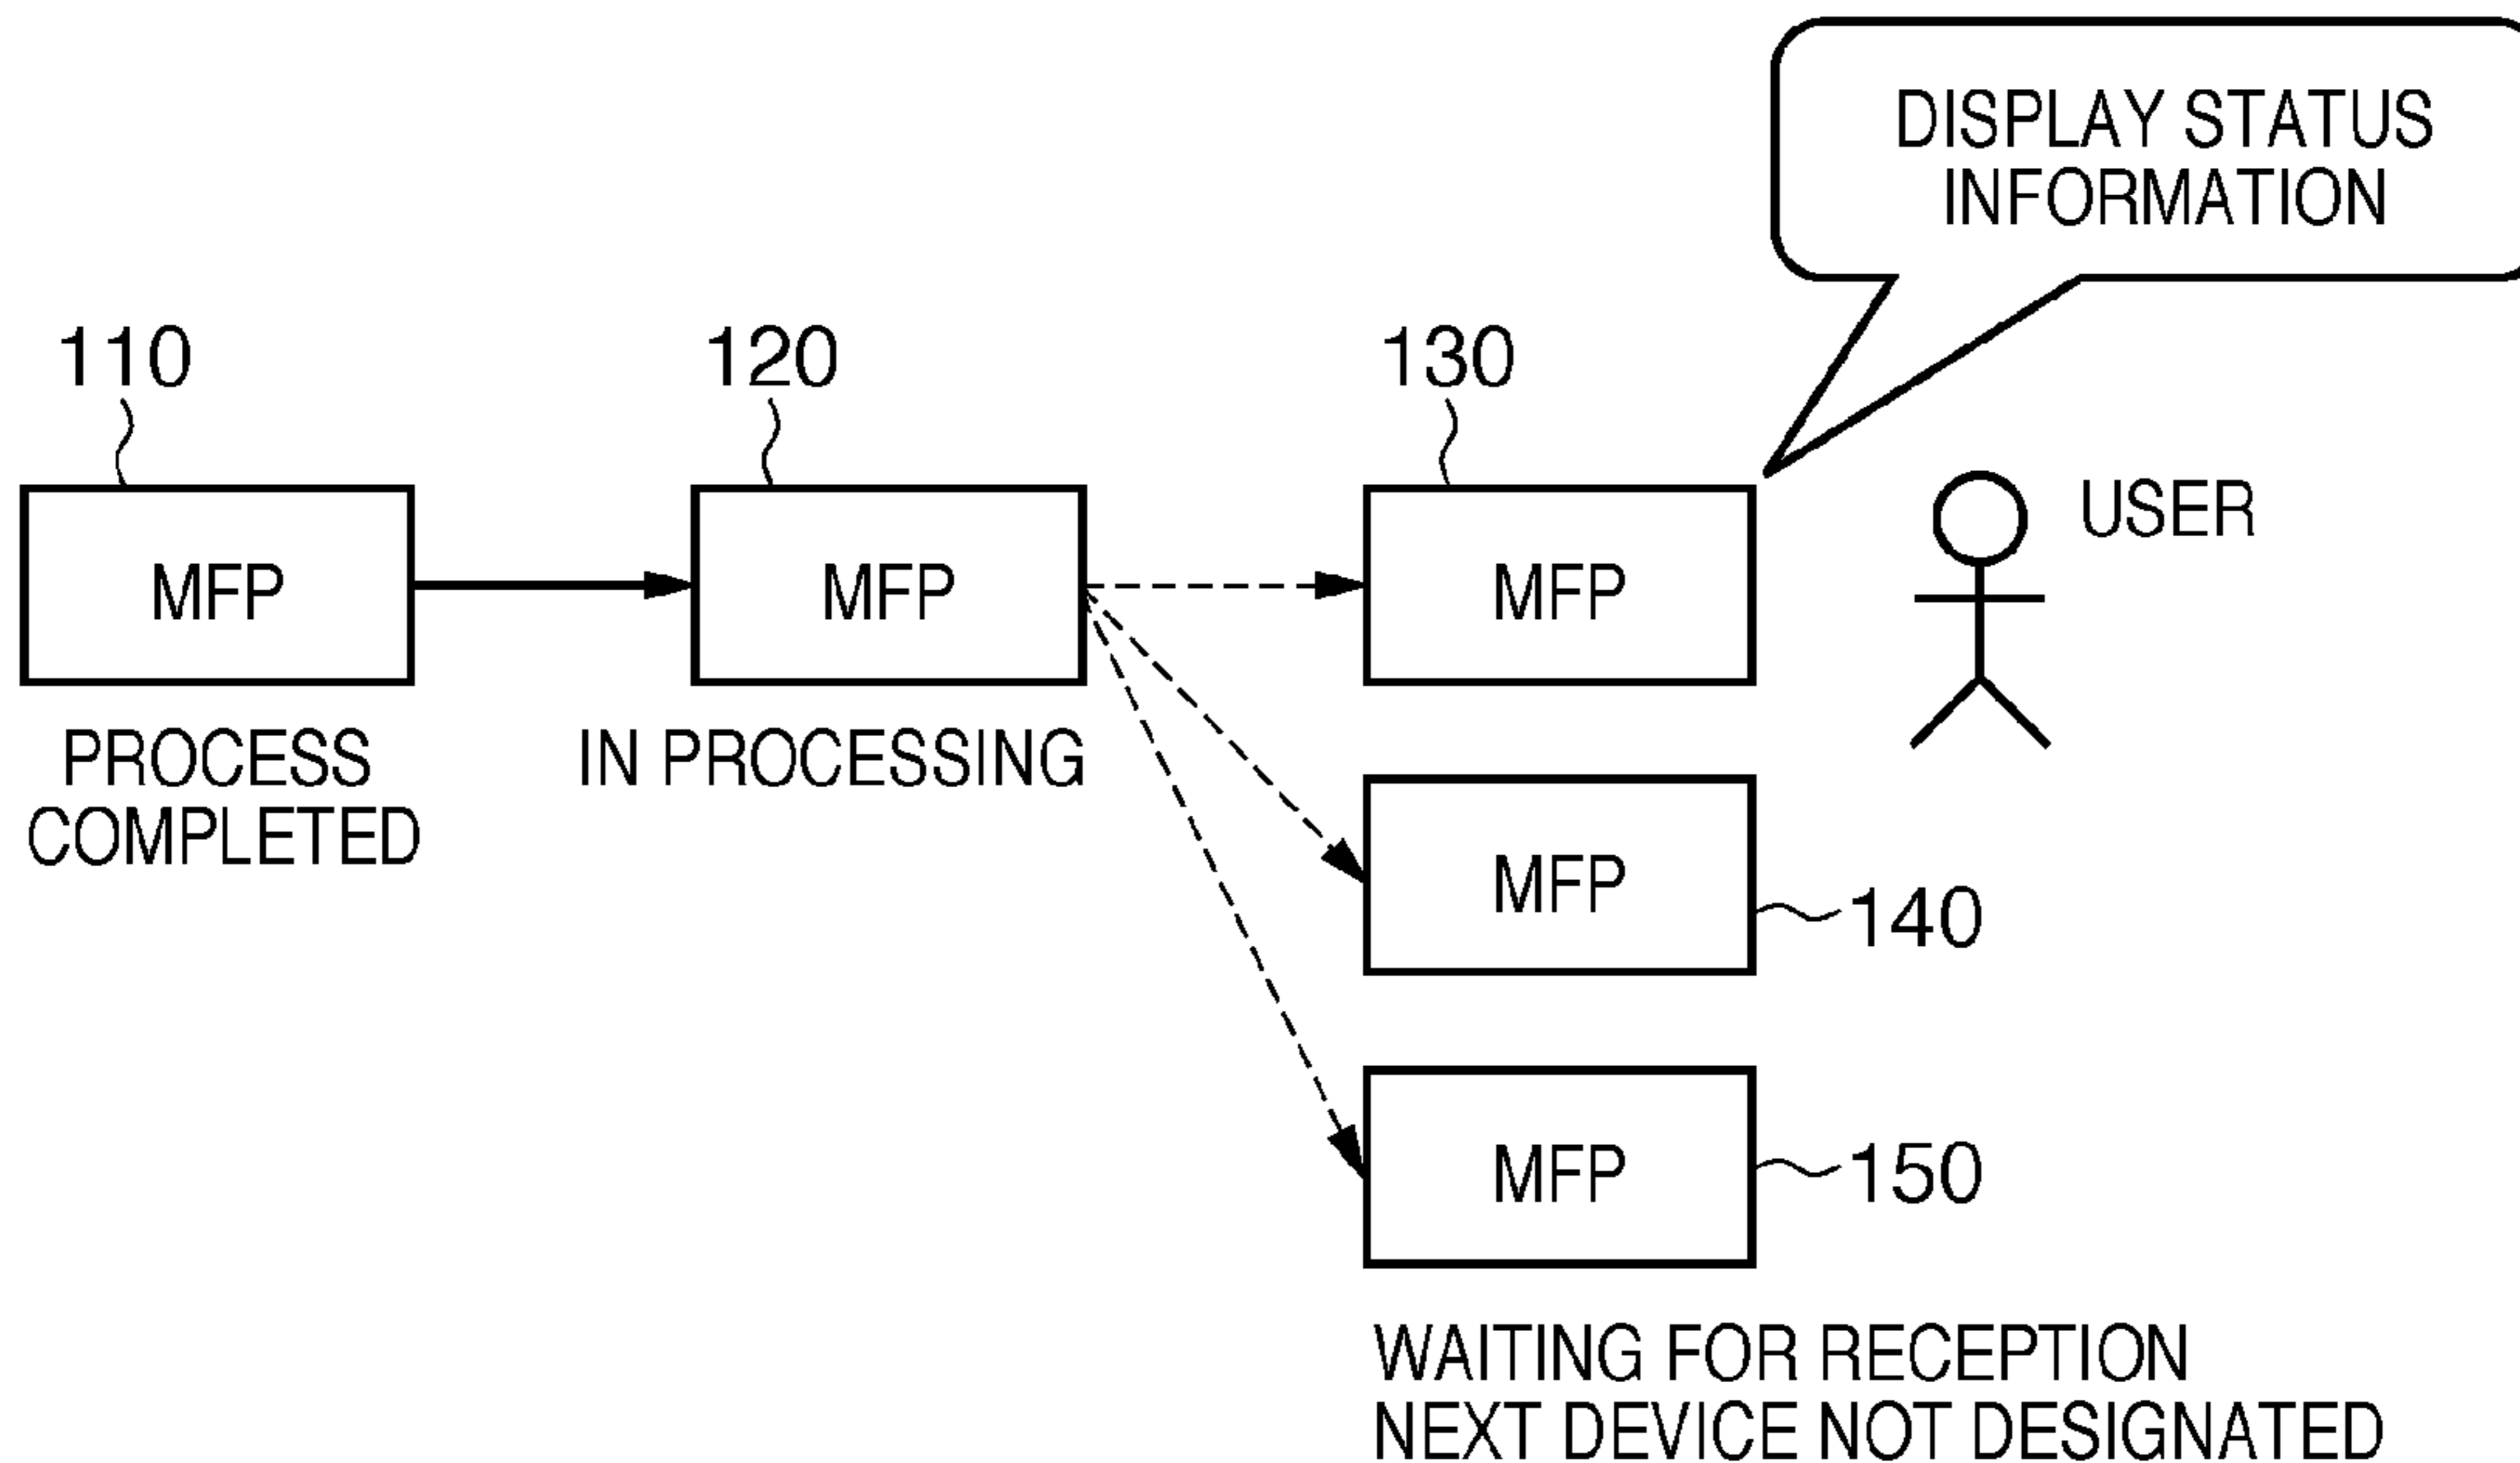 DISPLAY STATUS
INFORMATION
110
120
130
USER
MFP
MFP
MFP
PROCESS
COMPLETED
IN PROCESSING
MFP
140
MFP
150
WAITING FOR RECEPTION
NEXT DEVICE NOT DESIGNATED